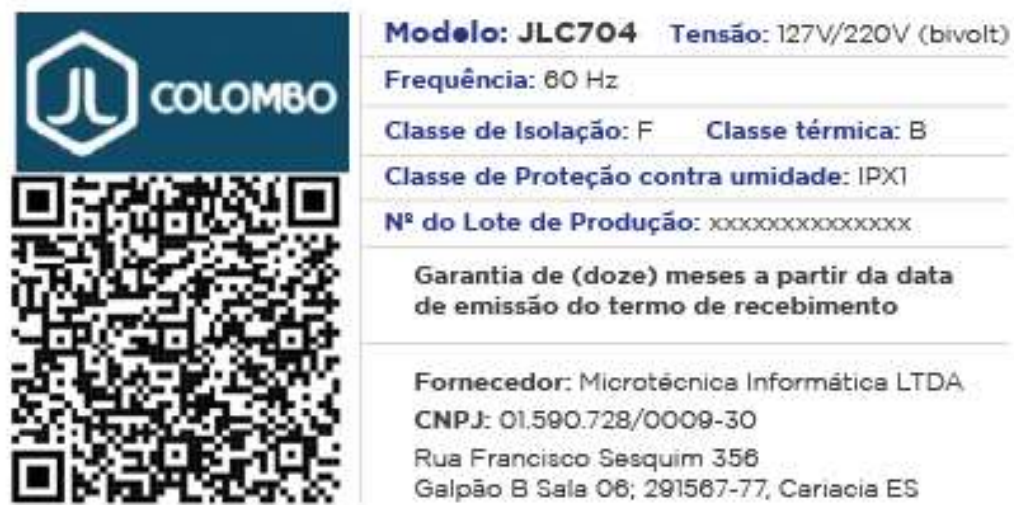 JL COLOMBO
Modelo: JLC704 Tensão: 127V/220V (bivolt)
Frequência: 60 Hz
Classe de Isolação: F Classe térmica: B
Classe de Proteção contra umidade: IPX1
Nº do Lote de Produção: xxxxxxxxxxxxxx
Garantia de (doze) meses a partir da data
de emissão do termo de recebimento
Fornecedor: Microtécnica Informática LTDA
CNPJ: 01.590.728/0009-30
Rua Francisco Sesquim 356
Galpão B Sala 06; 291567-77, Cariacia ES